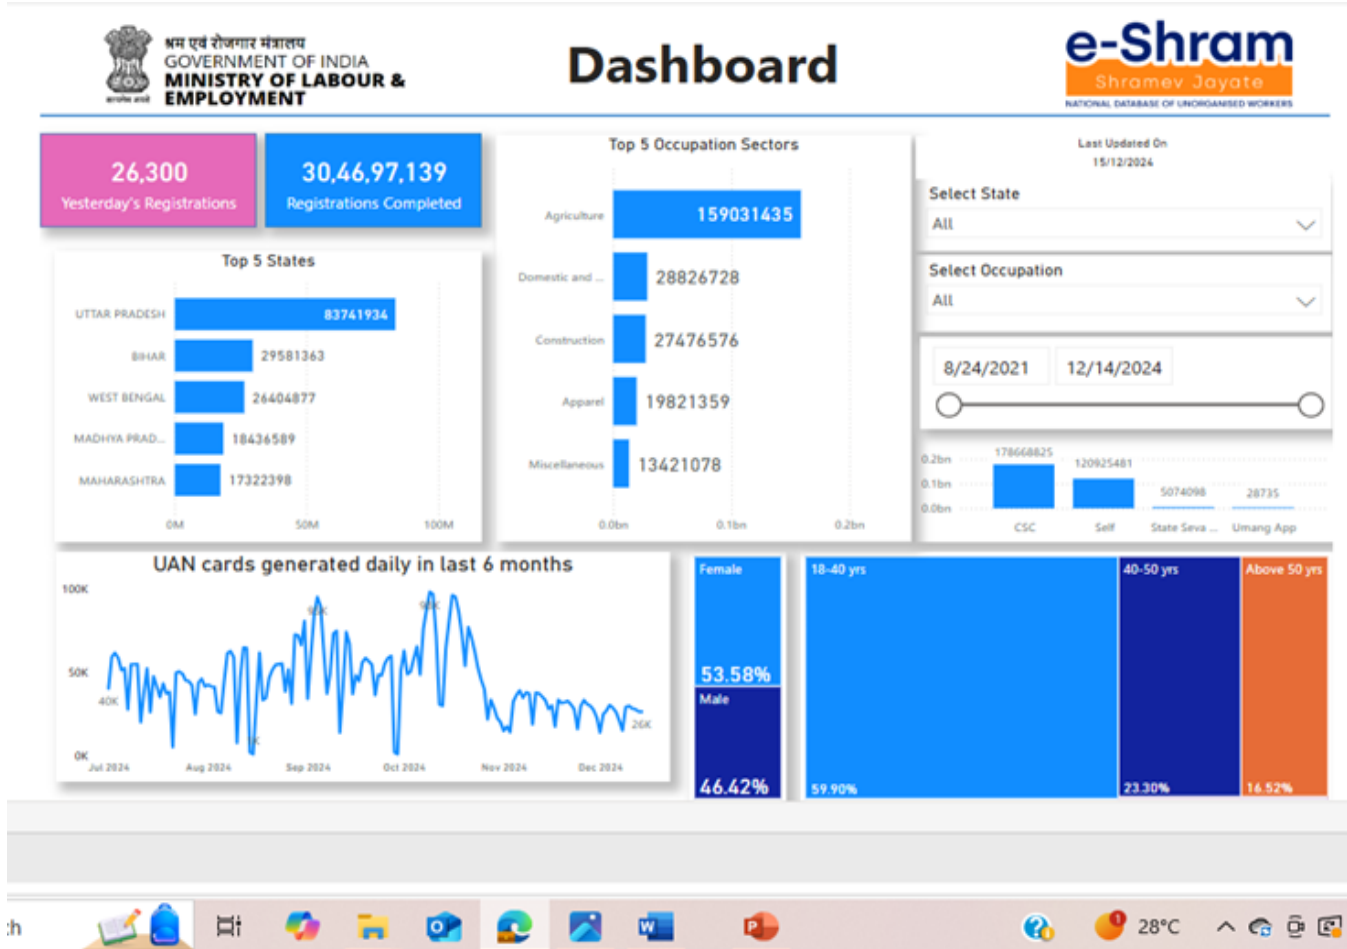 श्रम एवं रोजगार मंत्रालय
GOVERNMENT OF INDIA
MINISTRY OF LABOUR &
EMPLOYMENT
सत्यमेव जयते
Dashboard
e-Shram
Shramev Jayate
NATIONAL DATABASE OF UNORGANISED WORKERS
26,300
Yesterday's Registrations
30,46,97,139
Registrations Completed
Top 5 States
UTTAR PRADESH 83741934
BIHAR 29581363
WEST BENGAL 26404877
MADHYA PRAD... 18436589
MAHARASHTRA 17322398
0M 50M 100M
Top 5 Occupation Sectors
Agriculture 159031435
Domestic and ... 28826728
Construction 27476576
Apparel 19821359
Miscellaneous 13421078
0.0bn 0.1bn 0.2bn
Last Updated On
15/12/2024
Select State
All
Select Occupation
All
8/24/2021 12/14/2024
0.2bn
0.1bn
0.0bn
178668825 120925481 5074098 28735
CSC Self State Seva ... Umang App
UAN cards generated daily in last 6 months
100K
50K
0K
40K
26K
Jul 2024 Aug 2024 Sep 2024 Oct 2024 Nov 2024 Dec 2024
Female
53.58%
Male
46.42%
18-40 yrs
59.90%
40-50 yrs
23.30%
Above 50 yrs
16.52%
1
28°C